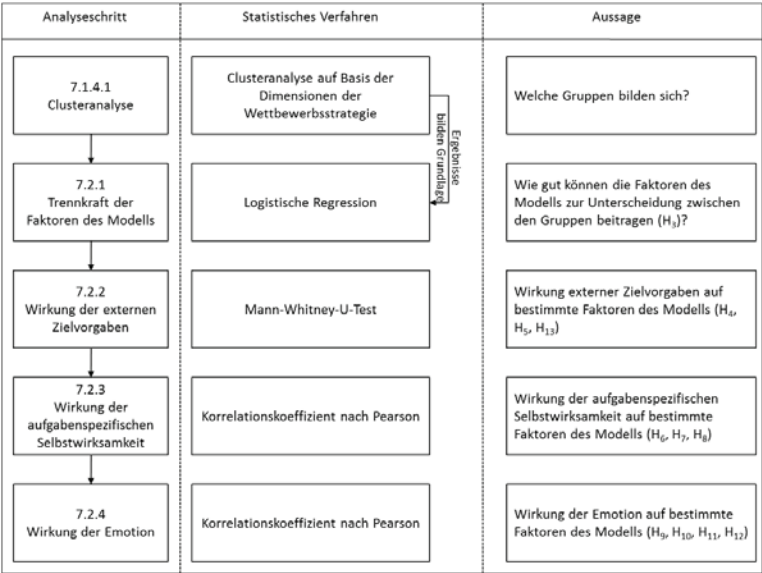 Analyseschritt
Statistisches Verfahren
Aussage
7.1.4.1
Clusteranalyse
Clusteranalyse auf Basis der
Dimensionen der
Wettbewerbsstrategie
Welche Gruppen bilden sich?
Ergebnisse
bilden Grundlage
7.2.1
Trennkraft der
Faktoren des Modells
Logistische Regression
Wie gut können die Faktoren des
Modells zur Unterscheidung zwischen
den Gruppen beitragen (H₃)?
7.2.2
Wirkung der externen
Zielvorgaben
Mann-Whitney-U-Test
Wirkung externer Zielvorgaben auf
bestimmte Faktoren des Modells (H₄,
H₅, H₁₃)
7.2.3
Wirkung der
aufgabenspezifischen
Selbstwirksamkeit
Korrelationskoeffizient nach Pearson
Wirkung der aufgabenspezifischen
Selbstwirksamkeit auf bestimmte
Faktoren des Modells (H₆, H₇, H₈)
7.2.4
Wirkung der Emotion
Korrelationskoeffizient nach Pearson
Wirkung der Emotion auf bestimmte
Faktoren des Modells (H₉, H₁₀, H₁₁, H₁₂)